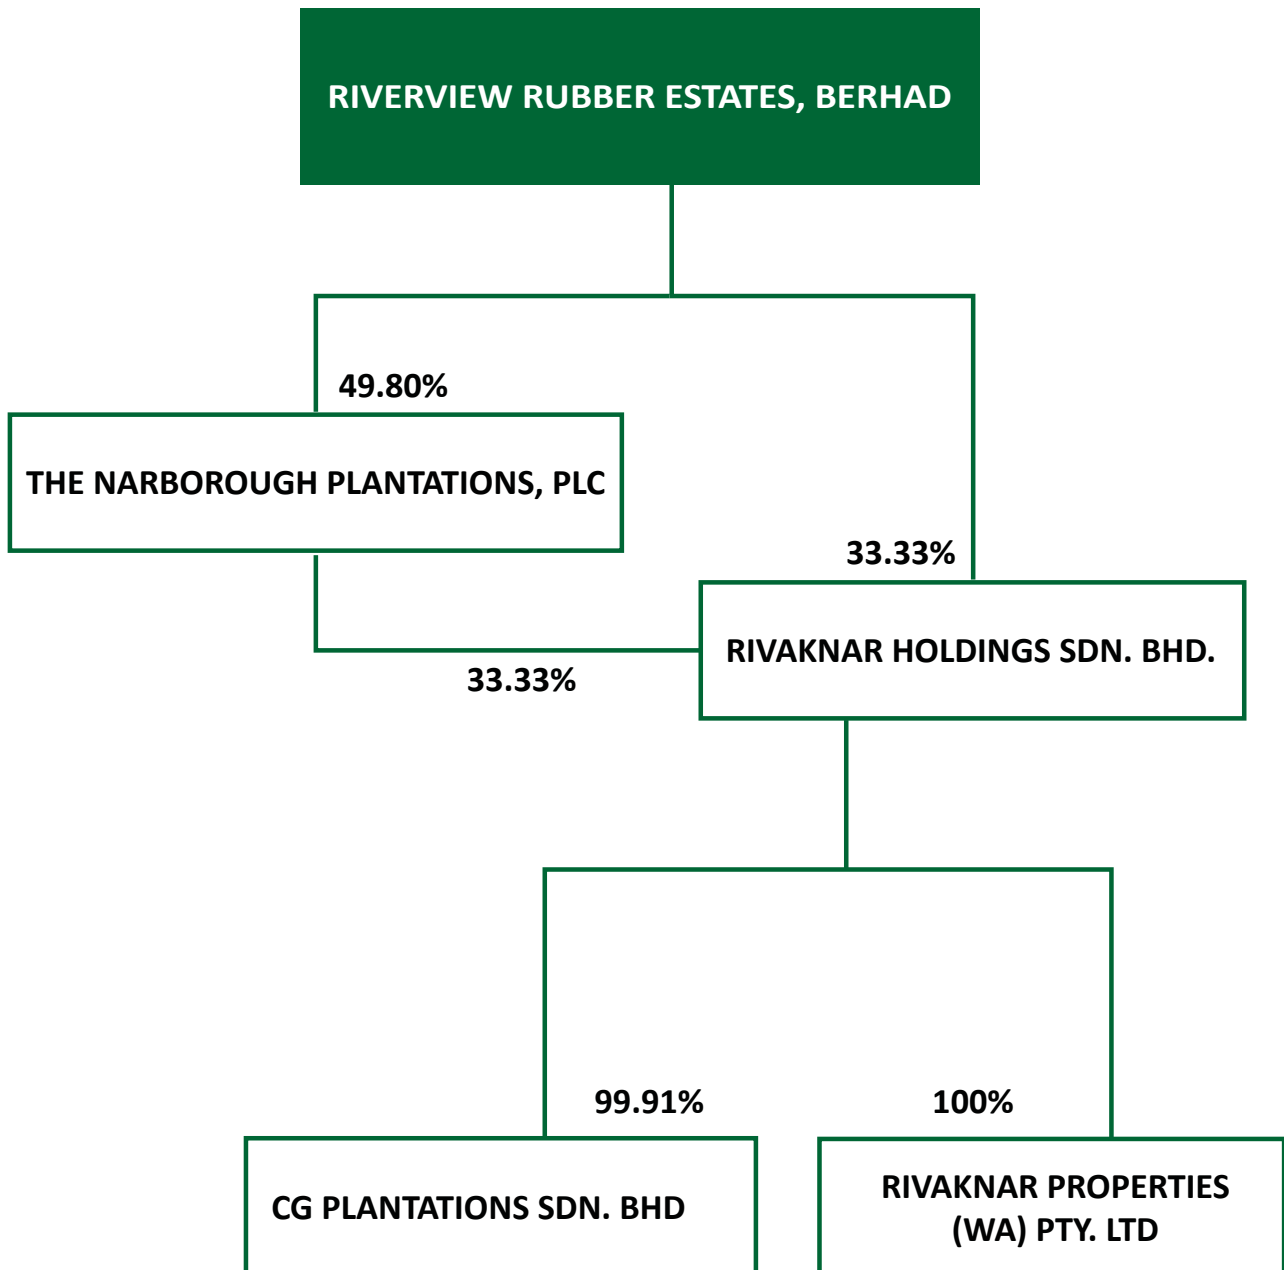 RIVERVIEW RUBBER ESTATES, BERHAD
49.80%
THE NARBOROUGH PLANTATIONS, PLC
33.33%
RIVAKNAR HOLDINGS SDN. BHD.
33.33%
99.91%
100%
CG PLANTATIONS SDN. BHD
RIVAKNAR PROPERTIES
(WA) PTY. LTD